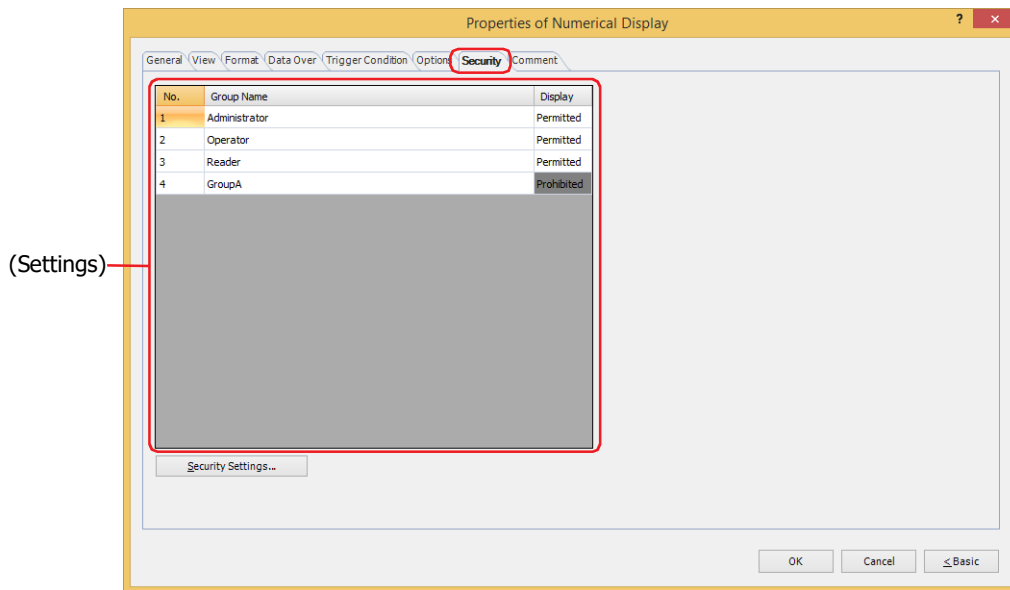 Properties of Numerical Display
?
×
General View Format Data Over Trigger Condition Options Security Comment
No. Group Name Display
1 Administrator Permitted
2 Operator Permitted
3 Reader Permitted
4 GroupA Prohibited
(Settings)
Security Settings...
OK Cancel < Basic